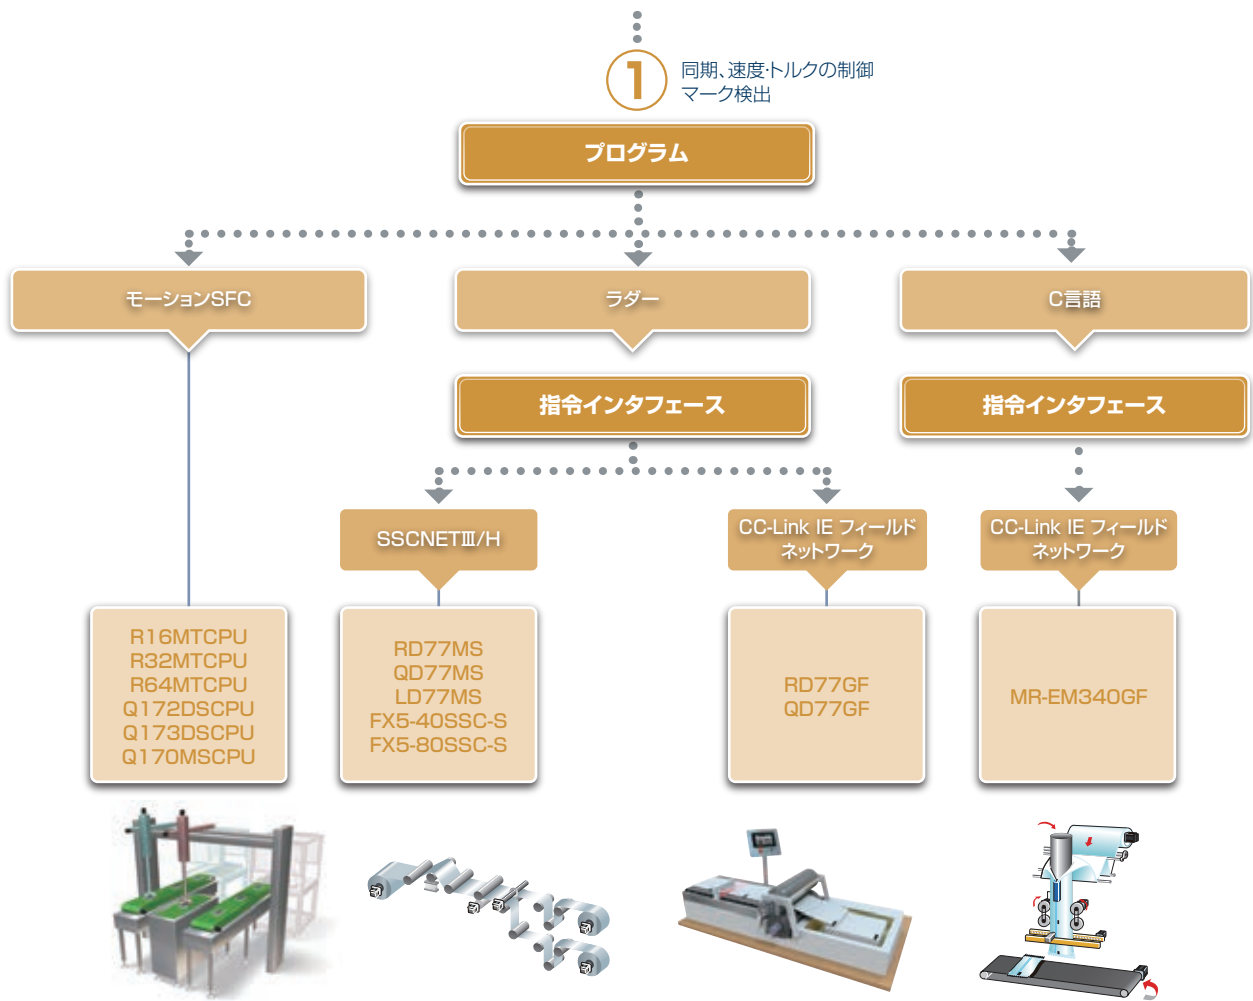 1
同期、速度・トルクの制御
マーク検出
プログラム
モーションSFC
ラダー
C言語
指令インタフェース
指令インタフェース
SSCNETⅢ/H
CC-Link IE フィールド
ネットワーク
CC-Link IE フィールド
ネットワーク
R16MTCPU
R32MTCPU
R64MTCPU
Q172DSCPU
Q173DSCPU
Q170MSCPU
RD77MS
QD77MS
LD77MS
FX5-40SSC-S
FX5-80SSC-S
RD77GF
QD77GF
MR-EM340GF